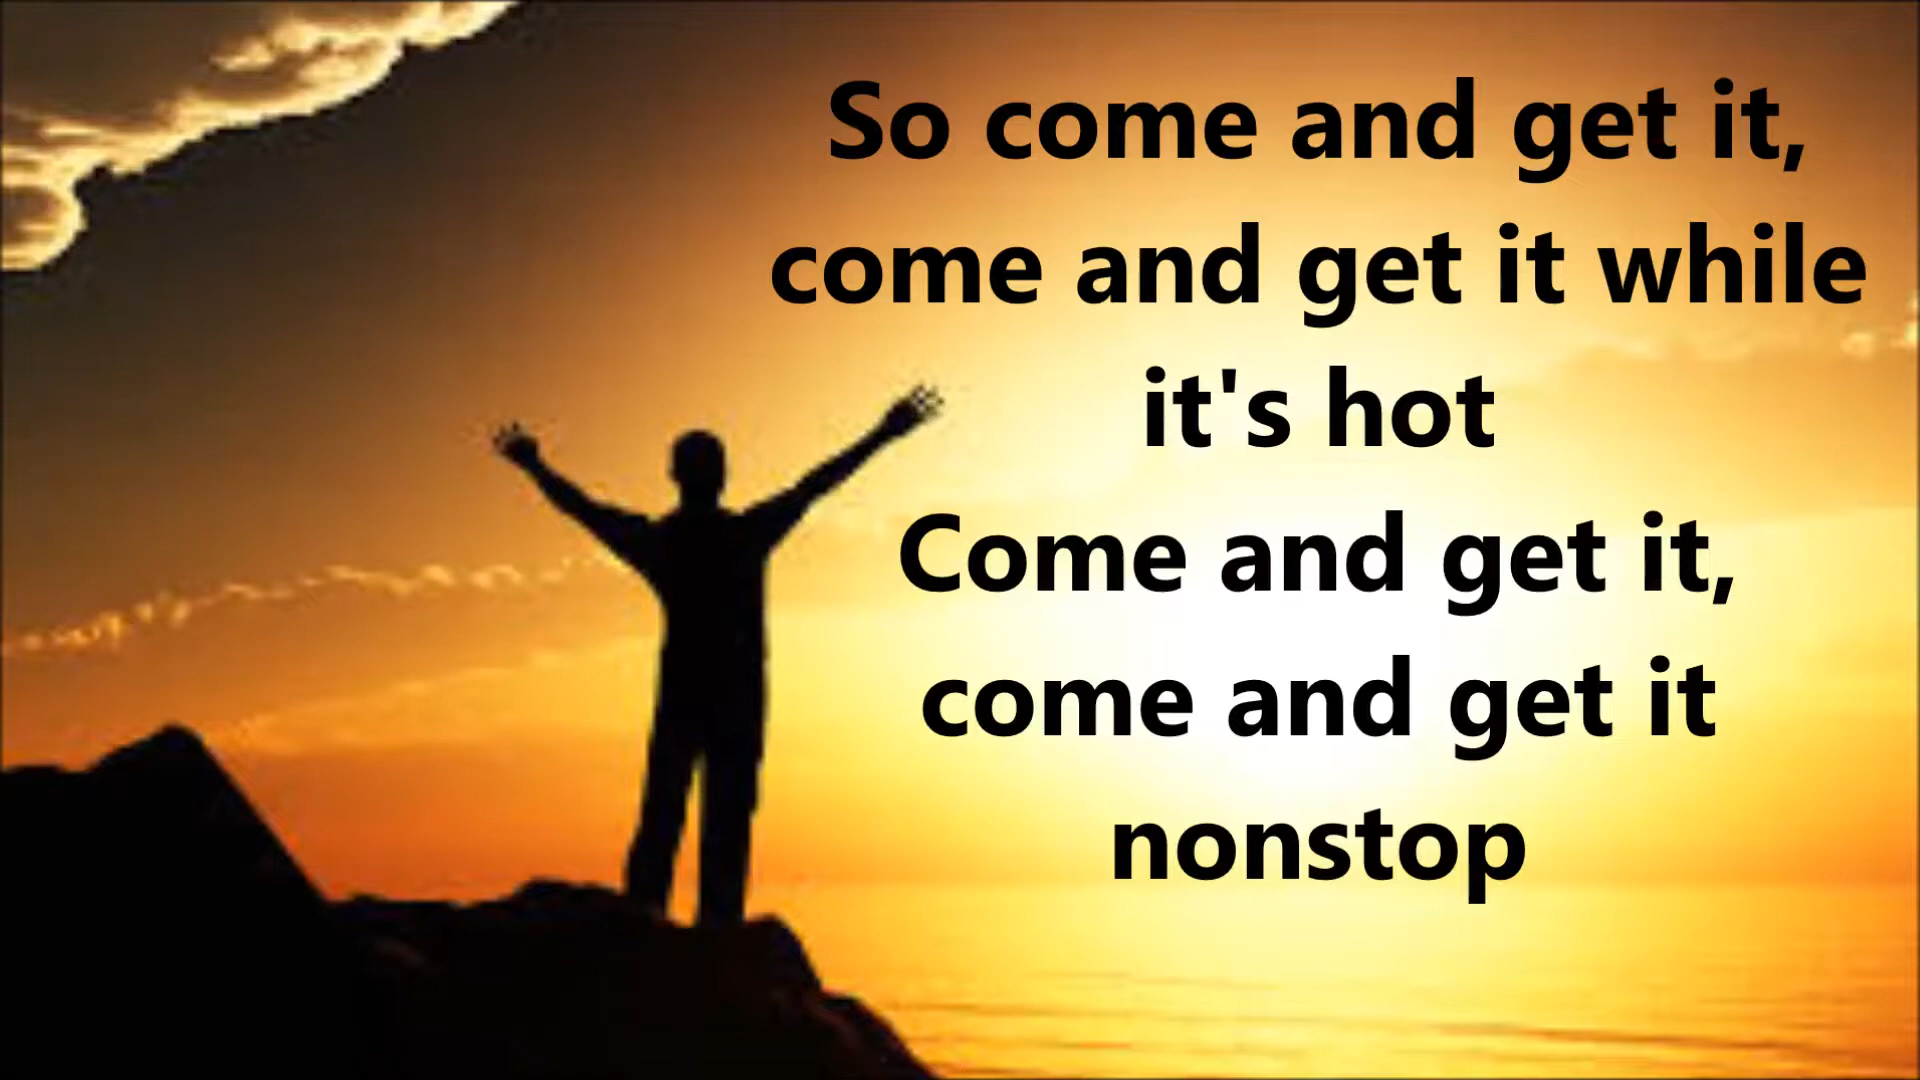 So come and get it,
come and get it while
it's hot
Come and get it,
come and get it
nonstop